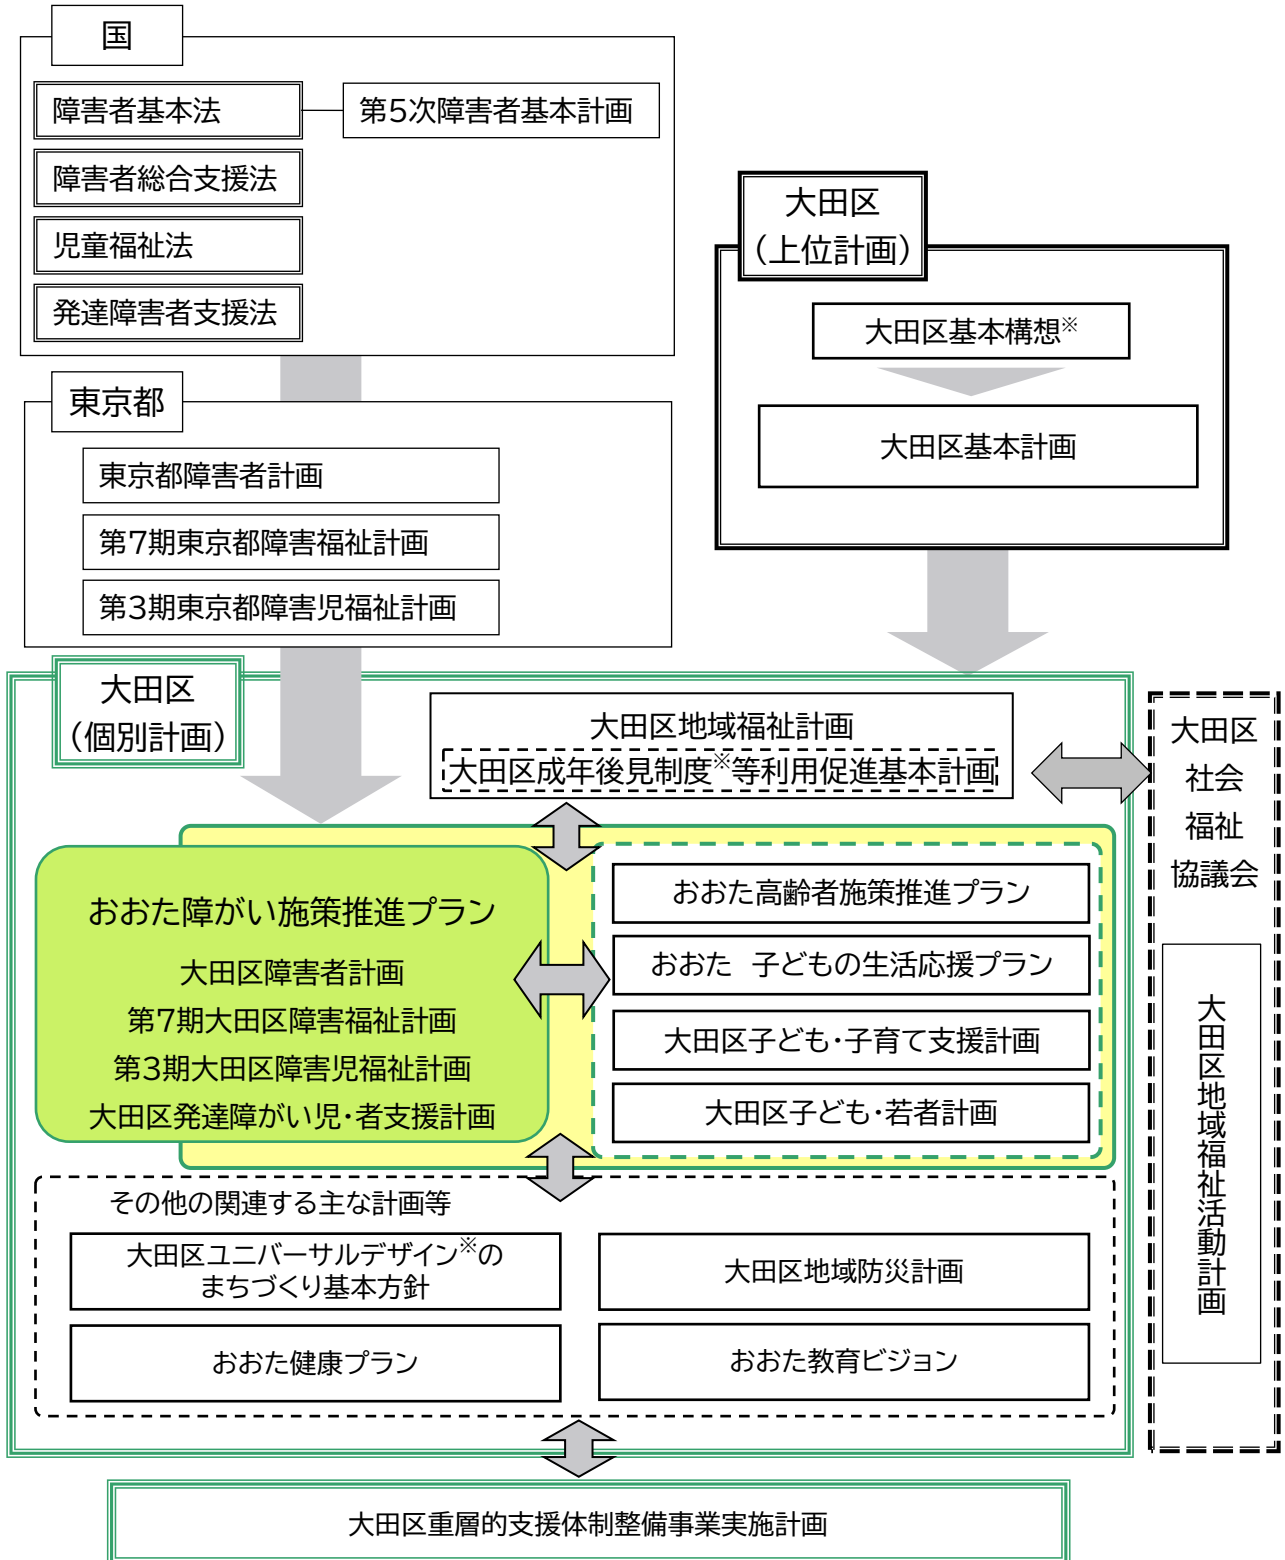 国
障害者基本法
第5次障害者基本計画
障害者総合支援法
児童福祉法
発達障害者支援法
東京都
東京都障害者計画
第7期東京都障害福祉計画
第3期東京都障害児福祉計画
大田区
（上位計画）
大田区基本構想※
大田区基本計画
大田区
（個別計画）
大田区地域福祉計画
大田区成年後見制度※等利用促進基本計画
おおた障がい施策推進プラン
大田区障害者計画
第7期大田区障害福祉計画
第3期大田区障害児福祉計画
大田区発達障がい児・者支援計画
おおた高齢者施策推進プラン
おおた　子どもの生活応援プラン
大田区子ども・子育て支援計画
大田区子ども・若者計画
その他の関連する主な計画等
大田区ユニバーサルデザイン※の
まちづくり基本方針
大田区地域防災計画
おおた健康プラン
おおた教育ビジョン
大田区
社会
福祉
協議会
大田区地域福祉活動計画
大田区重層的支援体制整備事業実施計画